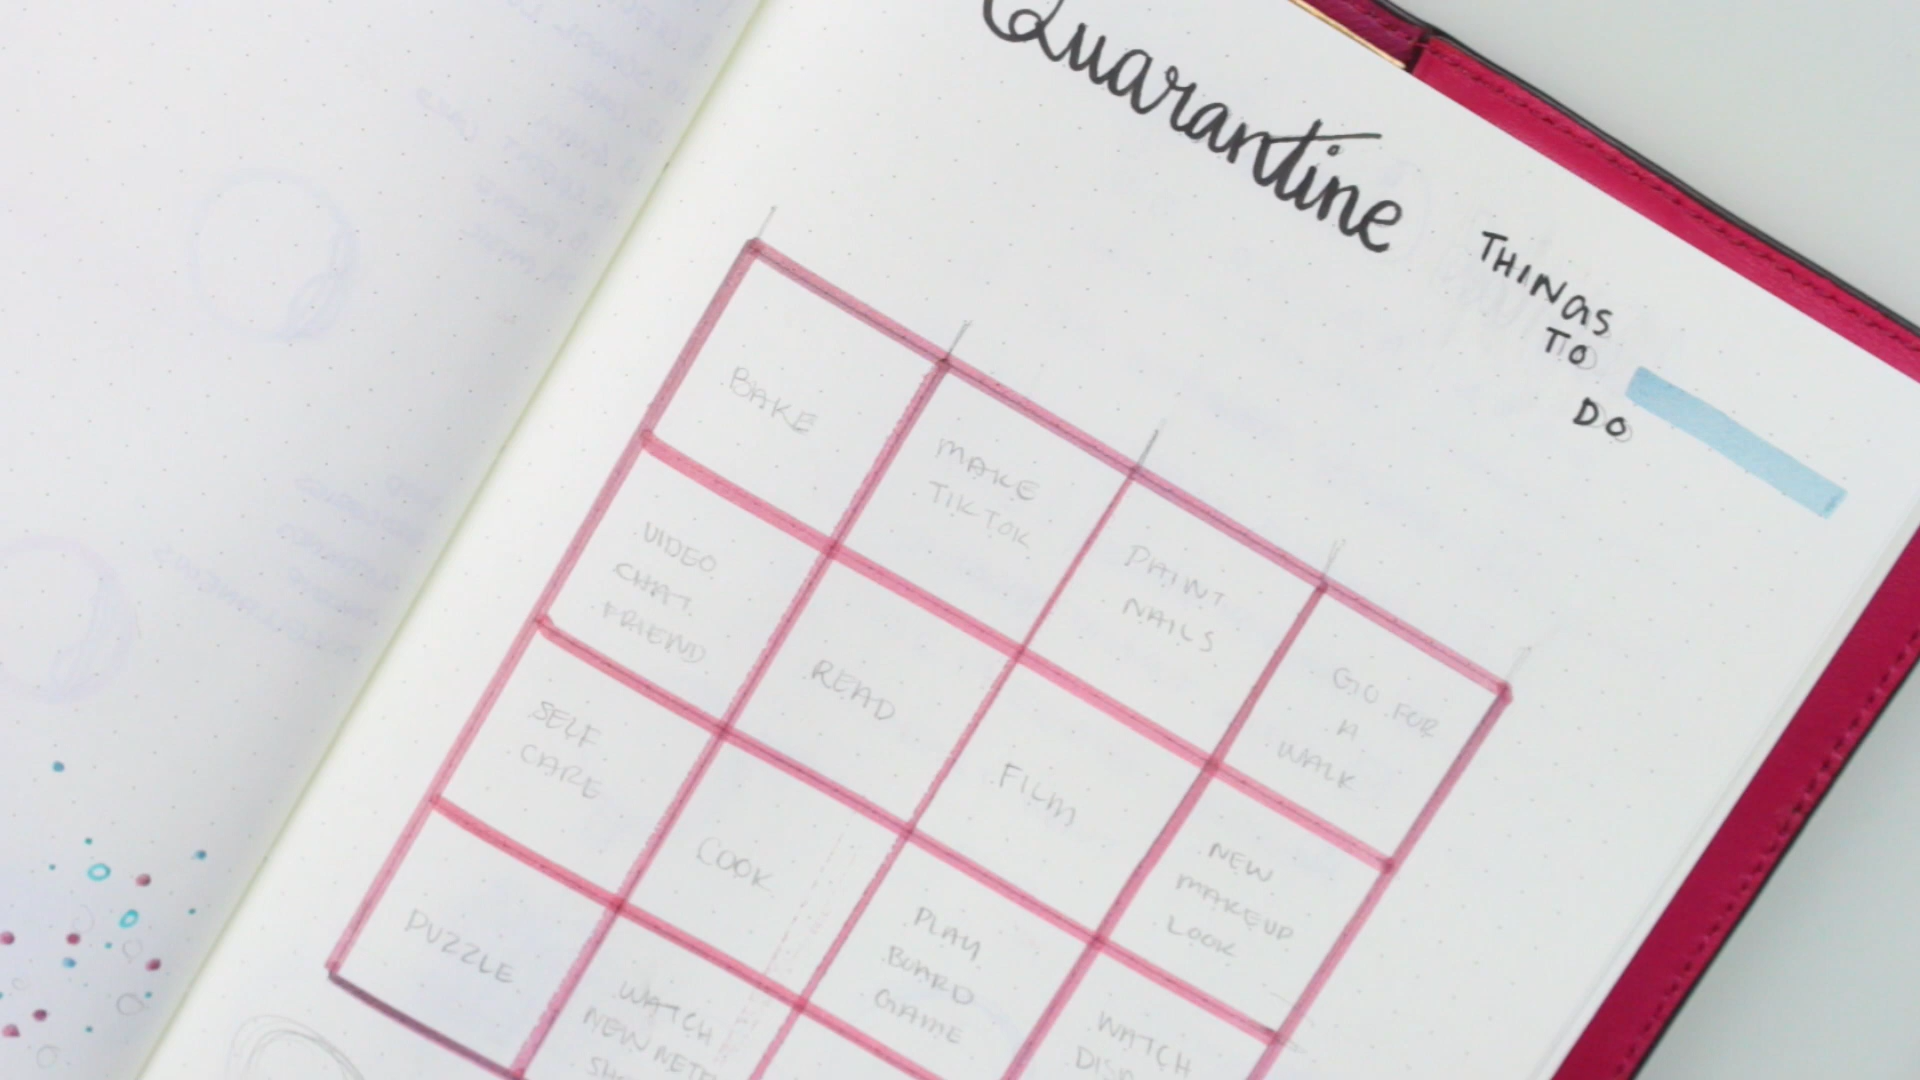 Quarantine
THINGS
TO
DO
BAKE
MAKE
TIKTOK
PAINT
NAILS
GO FOR
A
WALK
VIDEO
CHAT
FRIEND
READ
FILM
NEW
MAKEUP
LOOK
SELF
CARE
COOK
PLAY
BOARD
GAME
WATCH
PUZZLE
WATCH
NEW